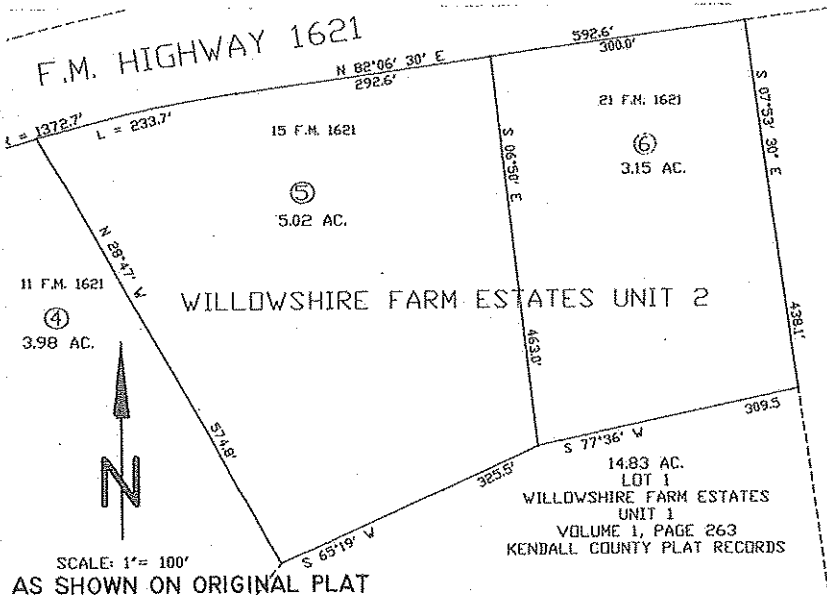 F.M. HIGHWAY 1621
592.6'
N 82°06' 30" E
300.0'
292.6'
= 1372.7'
L = 233.7'
15 F.M. 1621
21 F.M. 1621
S 07°53' 30" E
S 06°50' E
6
3.15 AC.
5
5.02 AC.
N 28°47' W
11 F.M. 1621
4
3.98 AC.
WILLOWSHIRE FARM ESTATES UNIT 2
438.1'
463.0'
309.5
574.8'
S 77°36' W
325.5'
S 65°19' W
N
14.83 AC.
LOT 1
WILLOWSHIRE FARM ESTATES
UNIT 1
VOLUME 1, PAGE 263
KENDALL COUNTY PLAT RECORDS
SCALE: 1"= 100'
AS SHOWN ON ORIGINAL PLAT